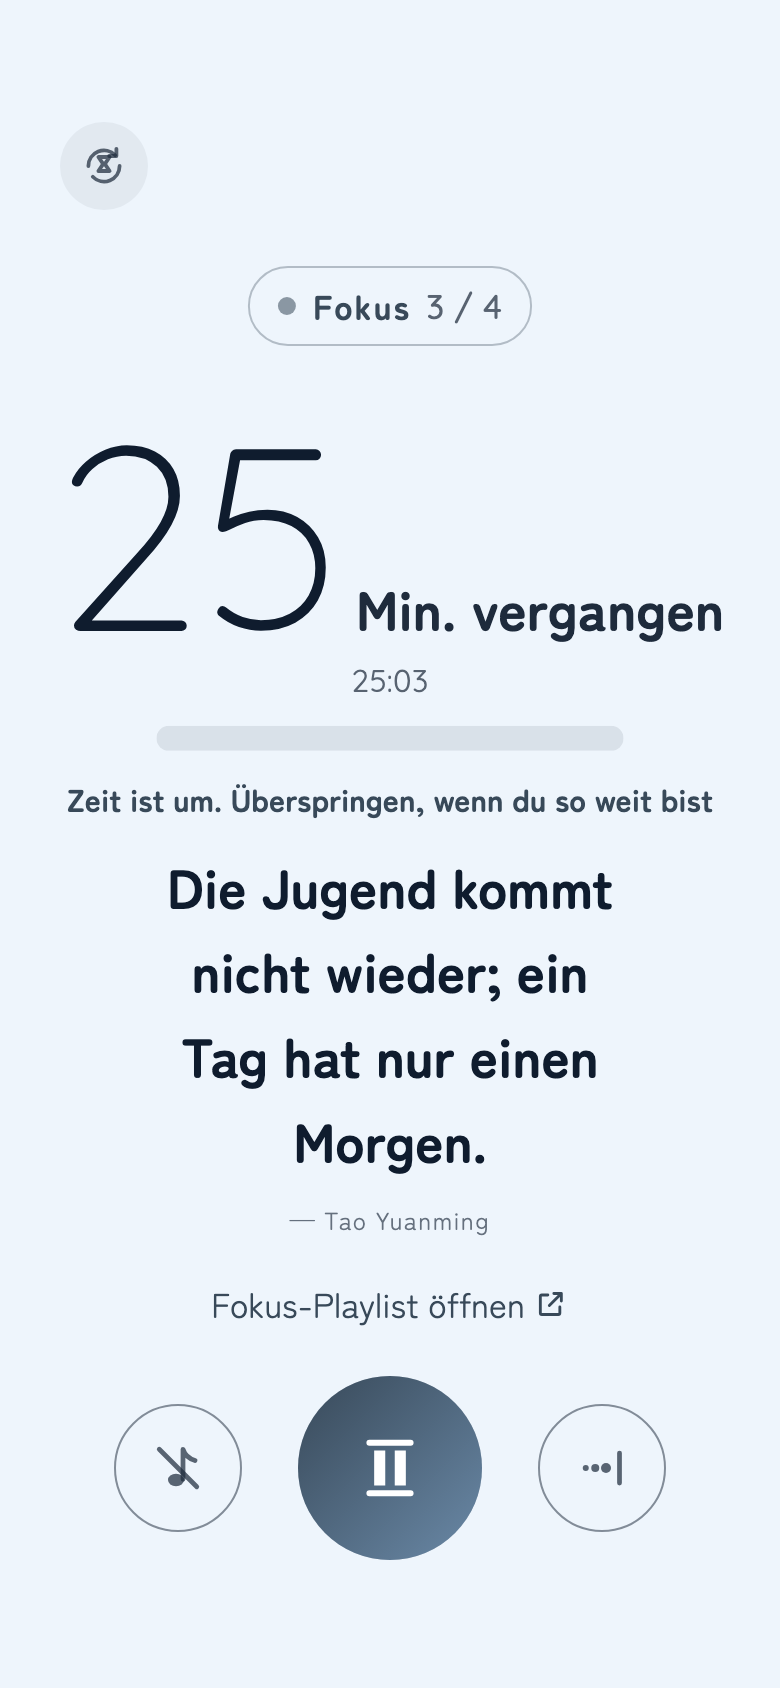 Fokus 3 / 4
25 Min. vergangen
25:03
Zeit ist um. Überspringen, wenn du so weit bist
Die Jugend kommt
nicht wieder; ein
Tag hat nur einen
Morgen.
— Tao Yuanming
Fokus-Playlist öffnen